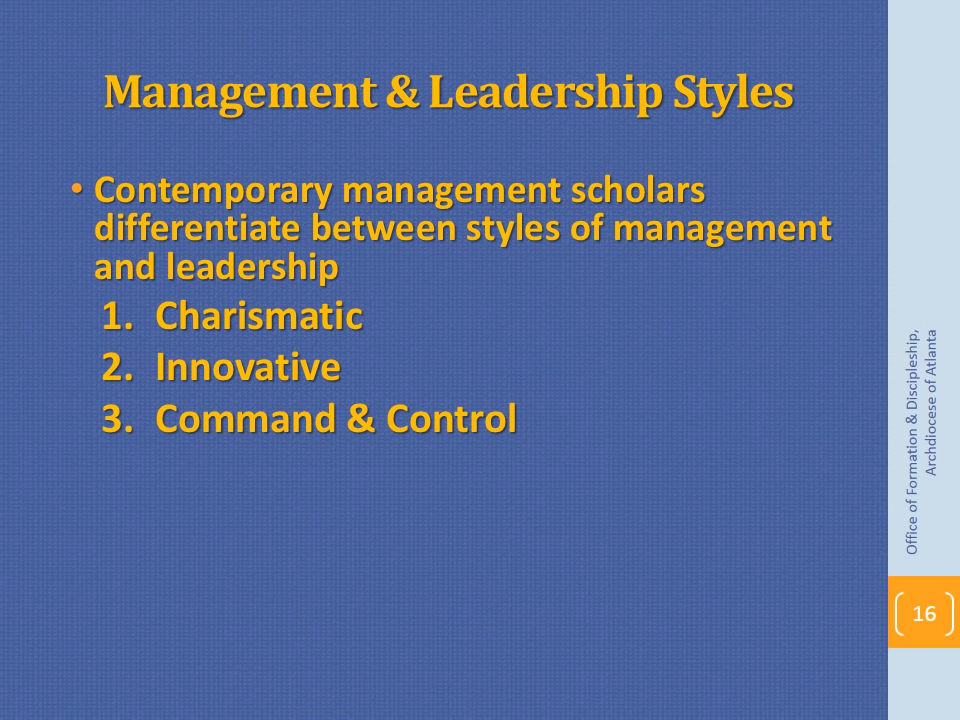 Management & Leadership Styles
• Contemporary management scholars
differentiate between styles of management
and leadership
1. Charismatic
2. Innovative
3. Command & Control
Office of Formation & Discipleship,
Archdiocese of Atlanta
16